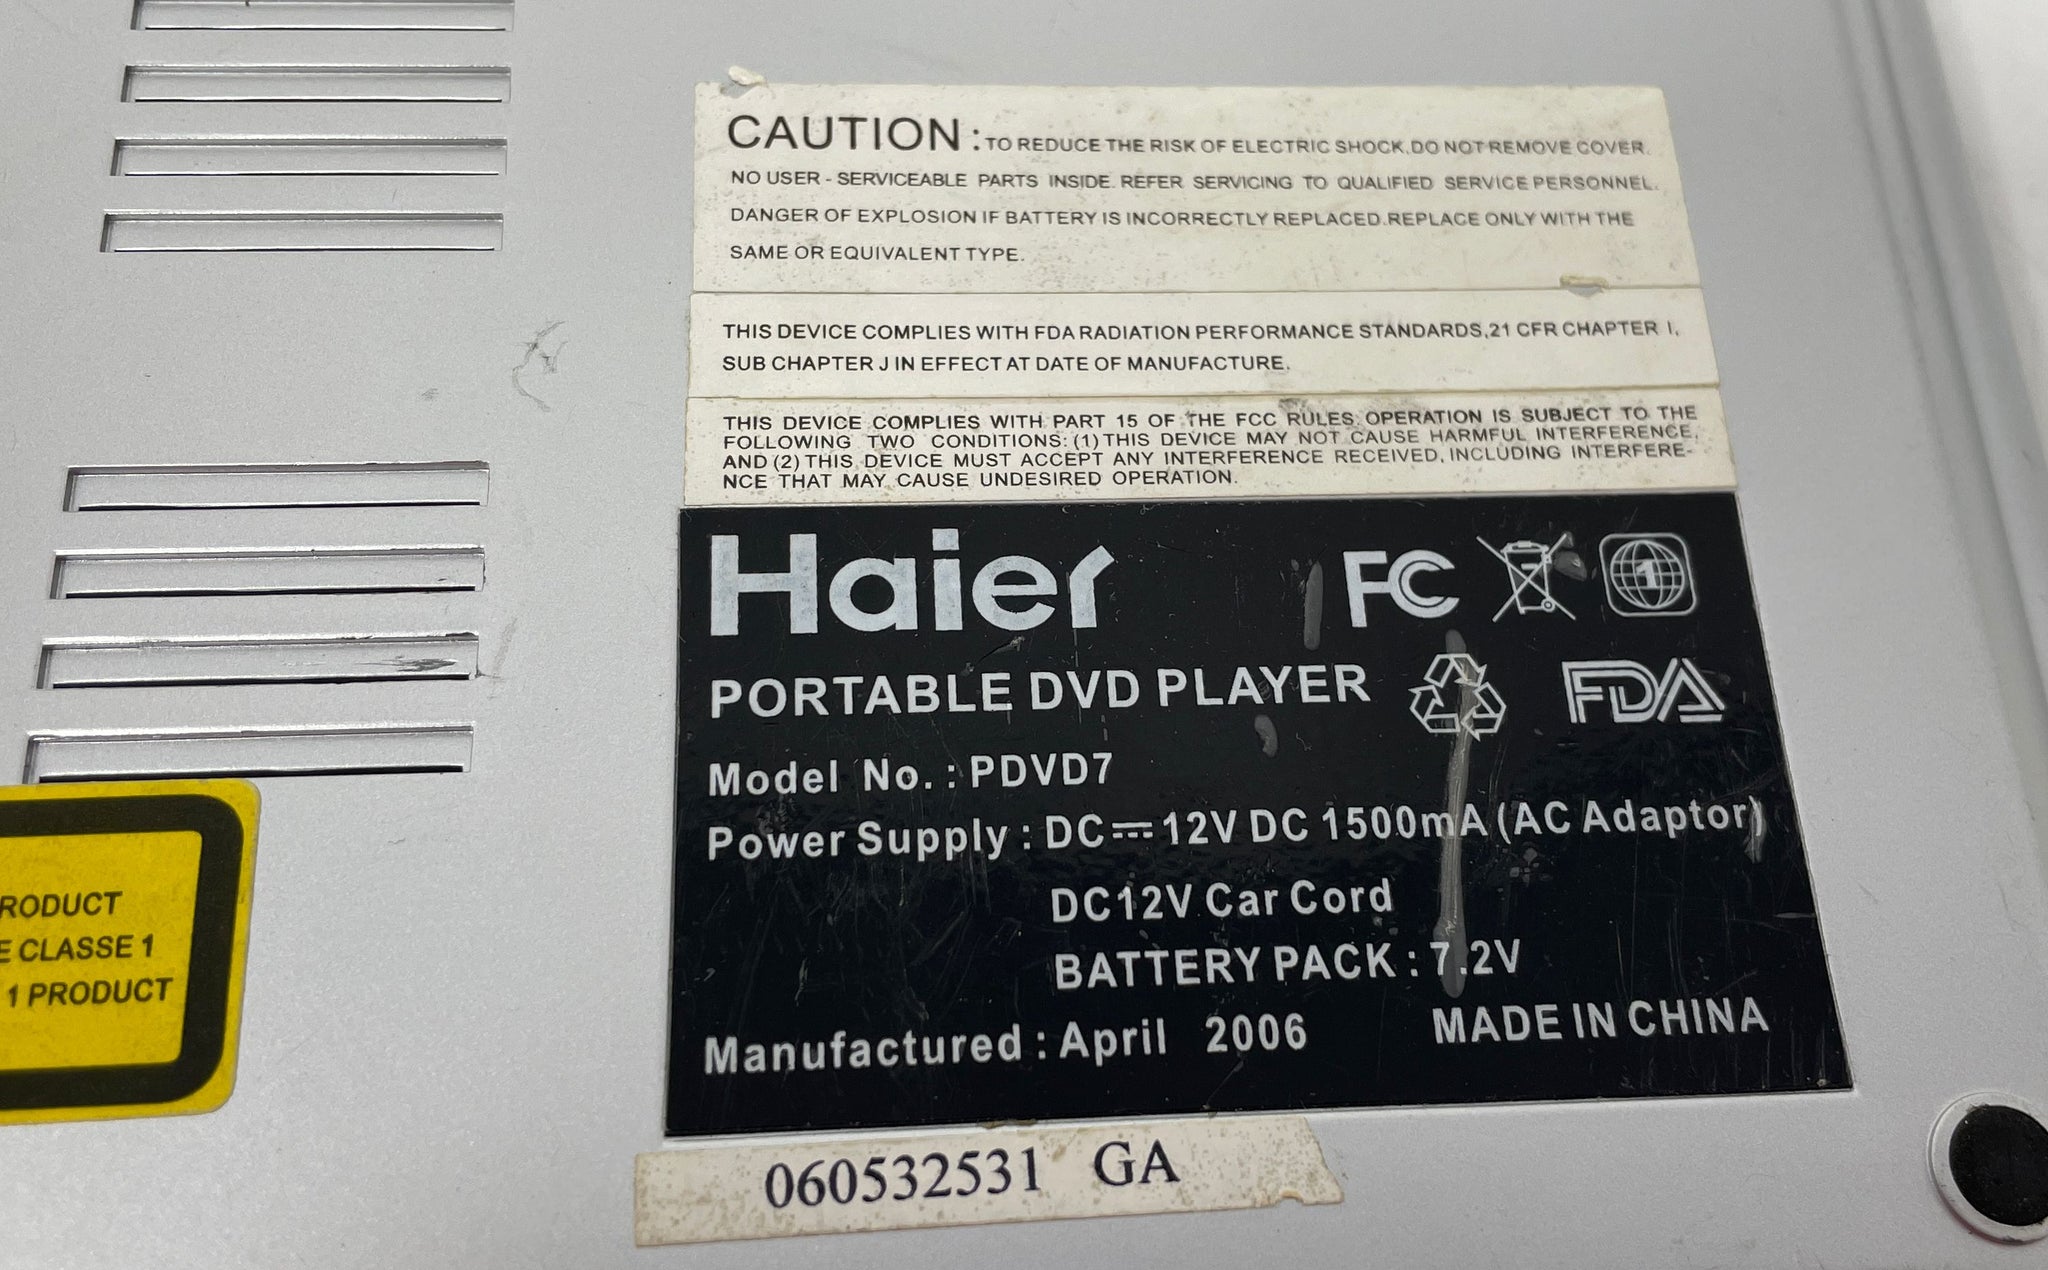 CAUTION : TO REDUCE THE RISK OF ELECTRIC SHOCK, DO NOT REMOVE COVER.
NO USER - SERVICEABLE PARTS INSIDE. REFER SERVICING TO QUALIFIED SERVICE PERSONNEL.
DANGER OF EXPLOSION IF BATTERY IS INCORRECTLY REPLACED. REPLACE ONLY WITH THE
SAME OR EQUIVALENT TYPE.
THIS DEVICE COMPLIES WITH FDA RADIATION PERFORMANCE STANDARDS, 21 CFR CHAPTER I,
SUB CHAPTER J IN EFFECT AT DATE OF MANUFACTURE.
THIS DEVICE COMPLIES WITH PART 15 OF THE FCC RULES. OPERATION IS SUBJECT TO THE
FOLLOWING TWO CONDITIONS: (1) THIS DEVICE MAY NOT CAUSE HARMFUL INTERFERENCE,
AND (2) THIS DEVICE MUST ACCEPT ANY INTERFERENCE RECEIVED, INCLUDING INTERFERE-
NCE THAT MAY CAUSE UNDESIRED OPERATION.
Haier FC 1
PORTABLE DVD PLAYER FDA
Model No. : PDVD7
Power Supply : DC⎓12V DC 1500mA (AC Adaptor)
DC12V Car Cord
BATTERY PACK : 7.2V
Manufactured : April 2006 MADE IN CHINA
060532531 GA
RODUCT
E CLASSE 1
1 PRODUCT